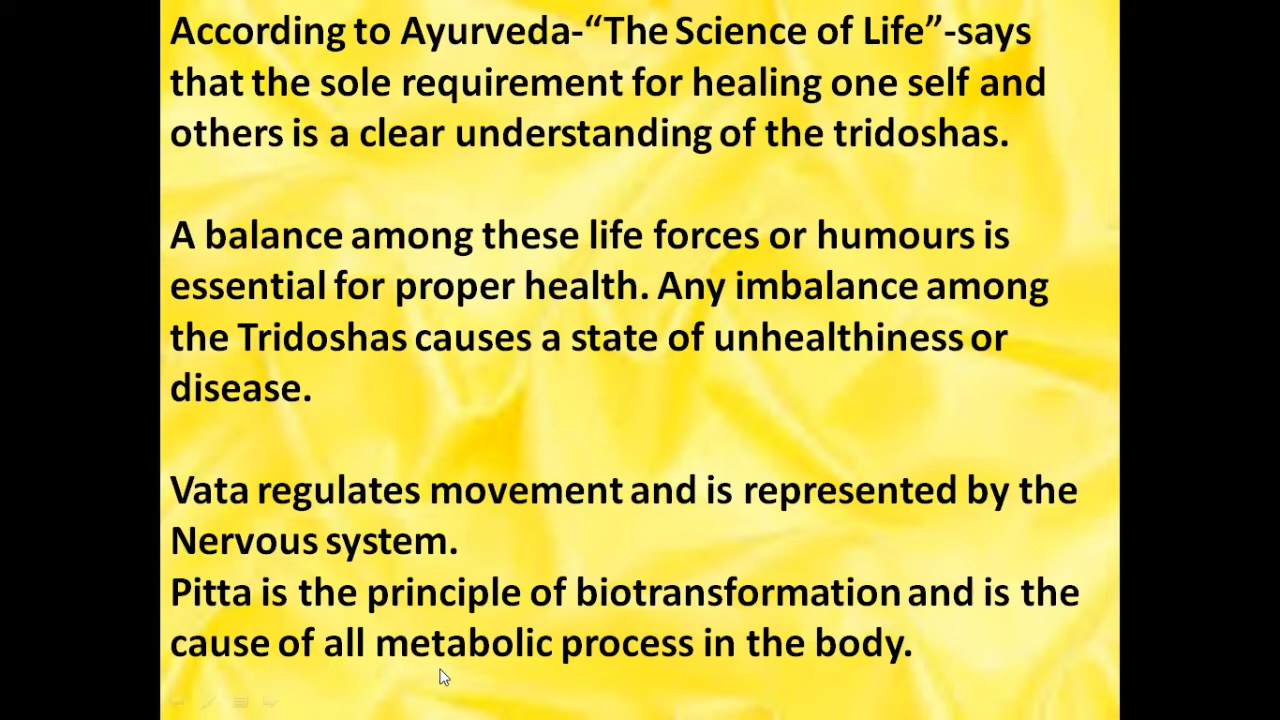 According to Ayurveda-“The Science of Life”-says
that the sole requirement for healing one self and
others is a clear understanding of the tridoshas.
A balance among these life forces or humours is
essential for proper health. Any imbalance among
the Tridoshas causes a state of unhealthiness or
disease.
Vata regulates movement and is represented by the
Nervous system.
Pitta is the principle of biotransformation and is the
cause of all metabolic process in the body.